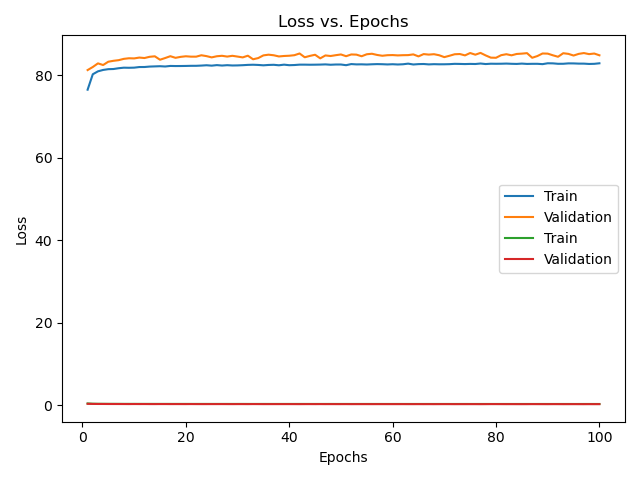 Loss vs. Epochs
Loss
80
60
40
20
0
Train
Validation
Train
Validation
0 20 40 60 80 100
Epochs